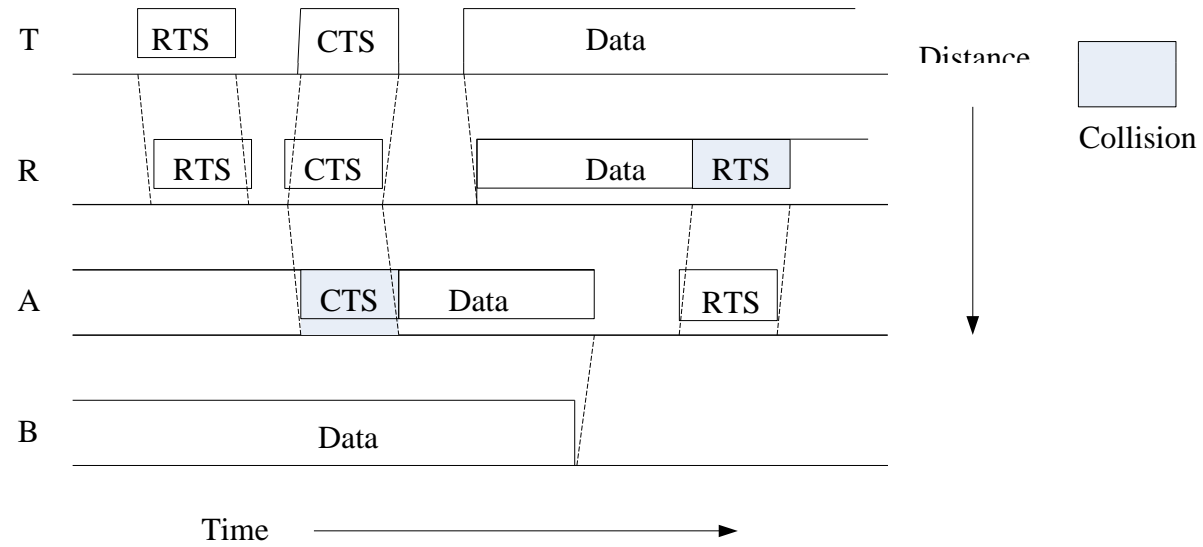 T RTS CTS Data
Distance
Collision
R RTS CTS Data RTS
A CTS Data RTS
B Data
Time